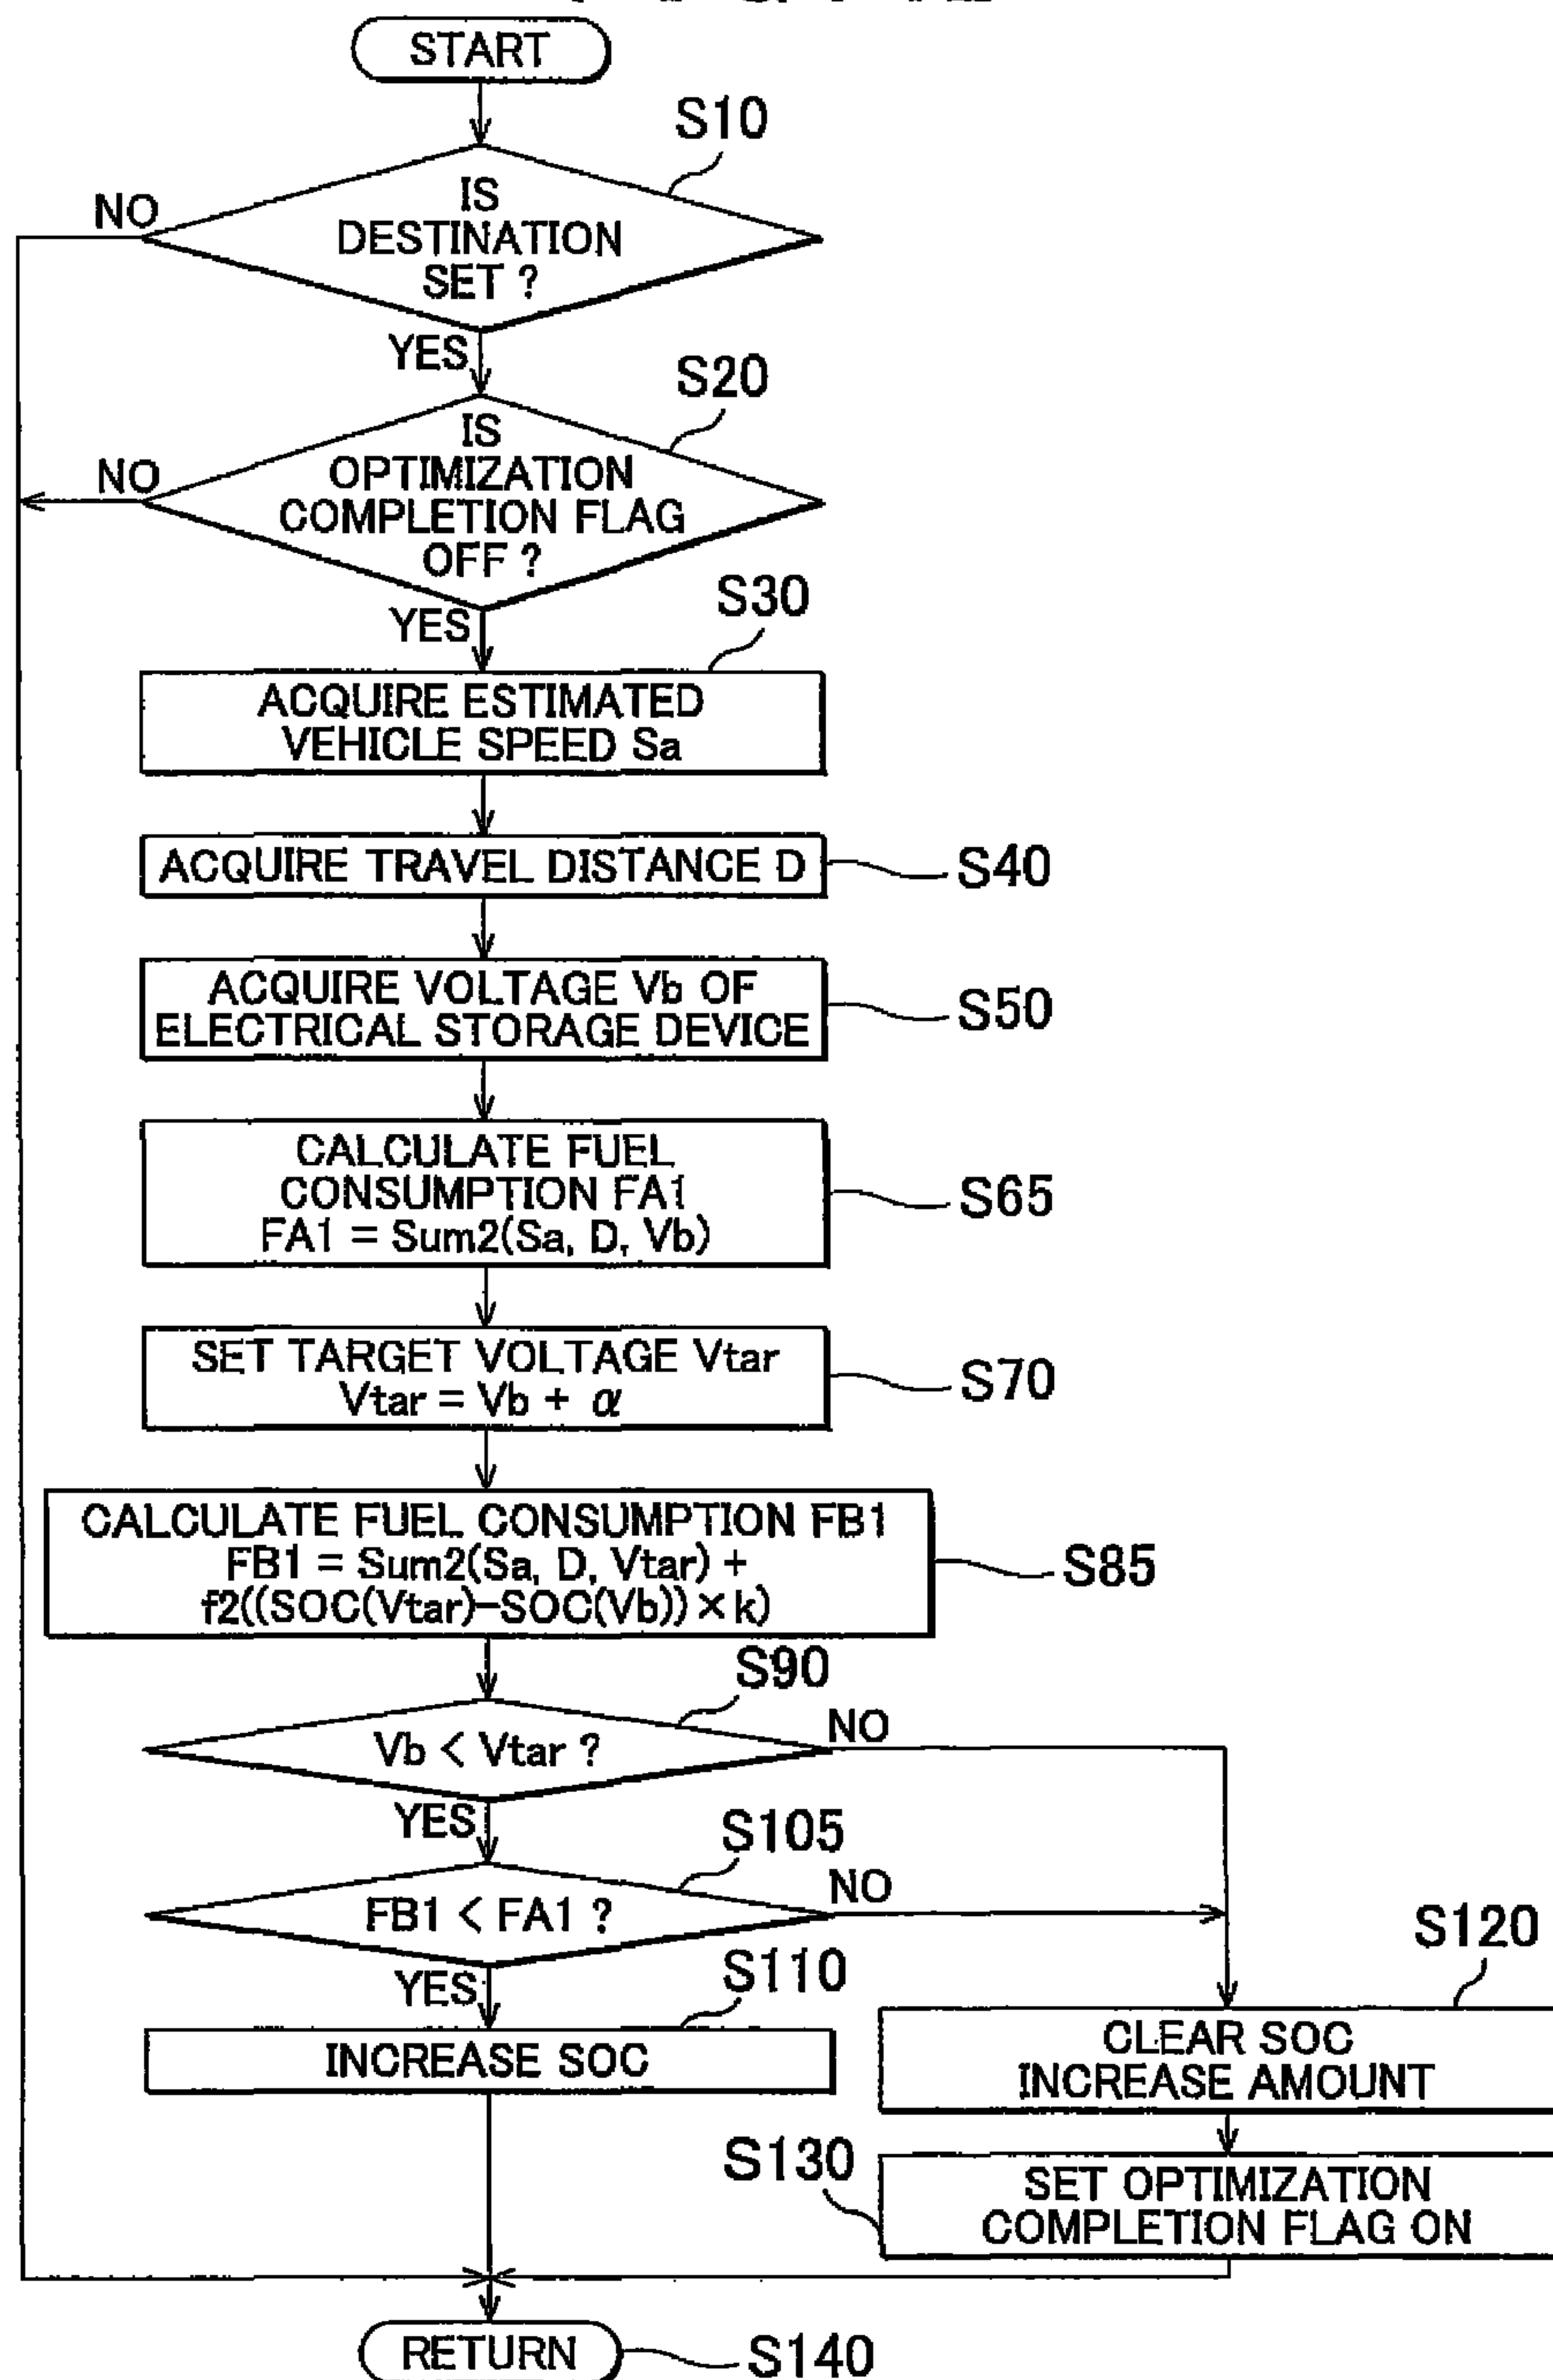 START
S10
IS
DESTINATION
SET ?
NO
YES
S20
IS
OPTIMIZATION
COMPLETION FLAG
OFF ?
NO
YES
S30
ACQUIRE ESTIMATED
VEHICLE SPEED Sa
ACQUIRE TRAVEL DISTANCE D
S40
ACQUIRE VOLTAGE Vb OF
ELECTRICAL STORAGE DEVICE
S50
CALCULATE FUEL
CONSUMPTION FA1
FA1 = Sum2(Sa, D, Vb)
S65
SET TARGET VOLTAGE Vtar
Vtar = Vb + α
S70
CALCULATE FUEL CONSUMPTION FB1
FB1 = Sum2(Sa, D, Vtar) +
f2((SOC(Vtar)-SOC(Vb))×k)
S85
S90
Vb < Vtar ?
NO
YES
S105
FB1 < FA1 ?
NO
YES
S110
INCREASE SOC
S120
CLEAR SOC
INCREASE AMOUNT
S130
SET OPTIMIZATION
COMPLETION FLAG ON
RETURN
S140